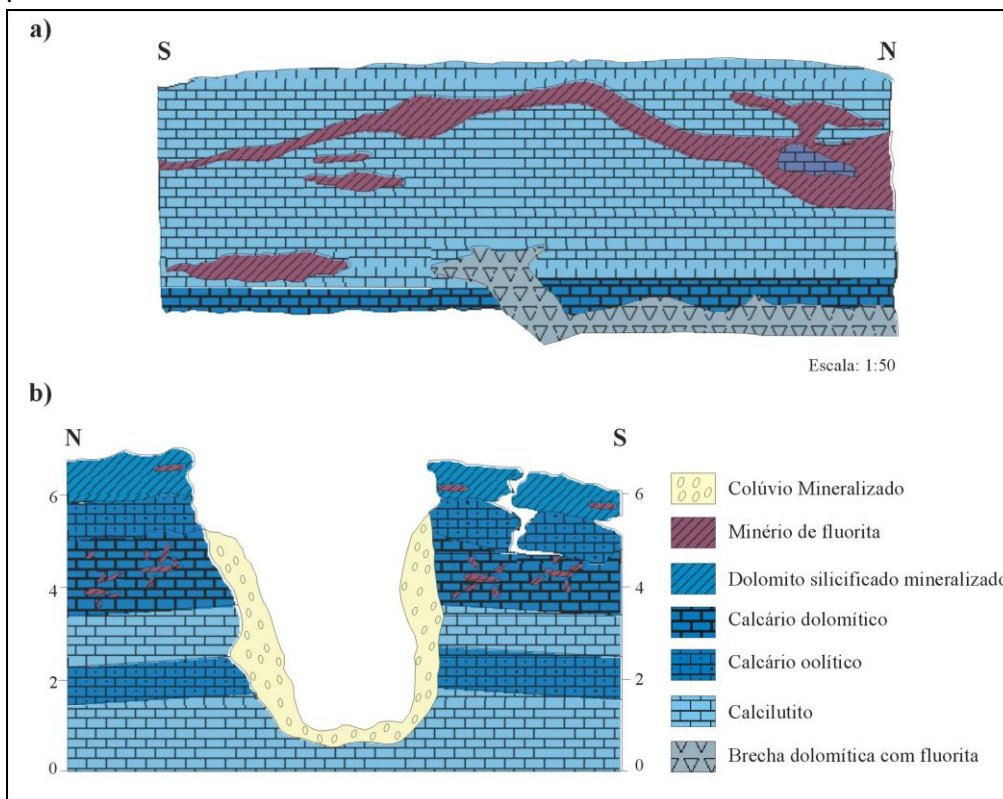 a)
S N
Escala: 1:50
b)
N S
6 6
4 4
2 2
0 0
Colúvio Mineralizado
Minério de fluorita
Dolomito silicificado mineralizado
Calcário dolomítico
Calcário oolítico
Calcilutito
Brecha dolomítica com fluorita